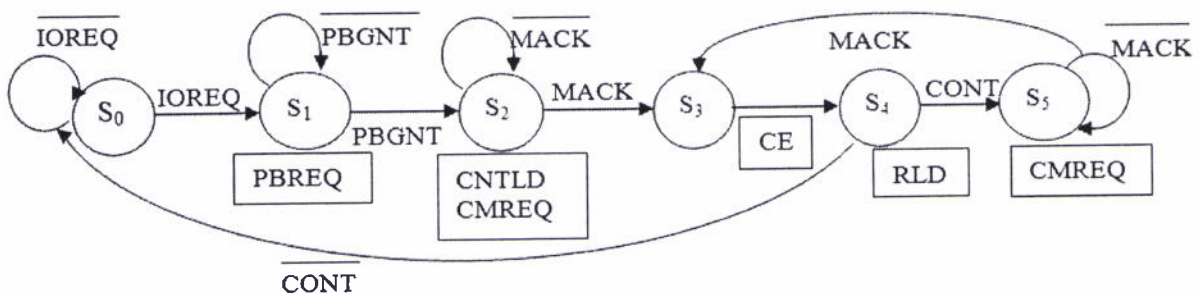 IOREQ
PBGNT
MACK
MACK
MACK
S0
IOREQ
S1
PBGNT
S2
MACK
S3
CE
S4
CONT
S5
PBREQ
CNTLD
CMREQ
RLD
CMREQ
CONT